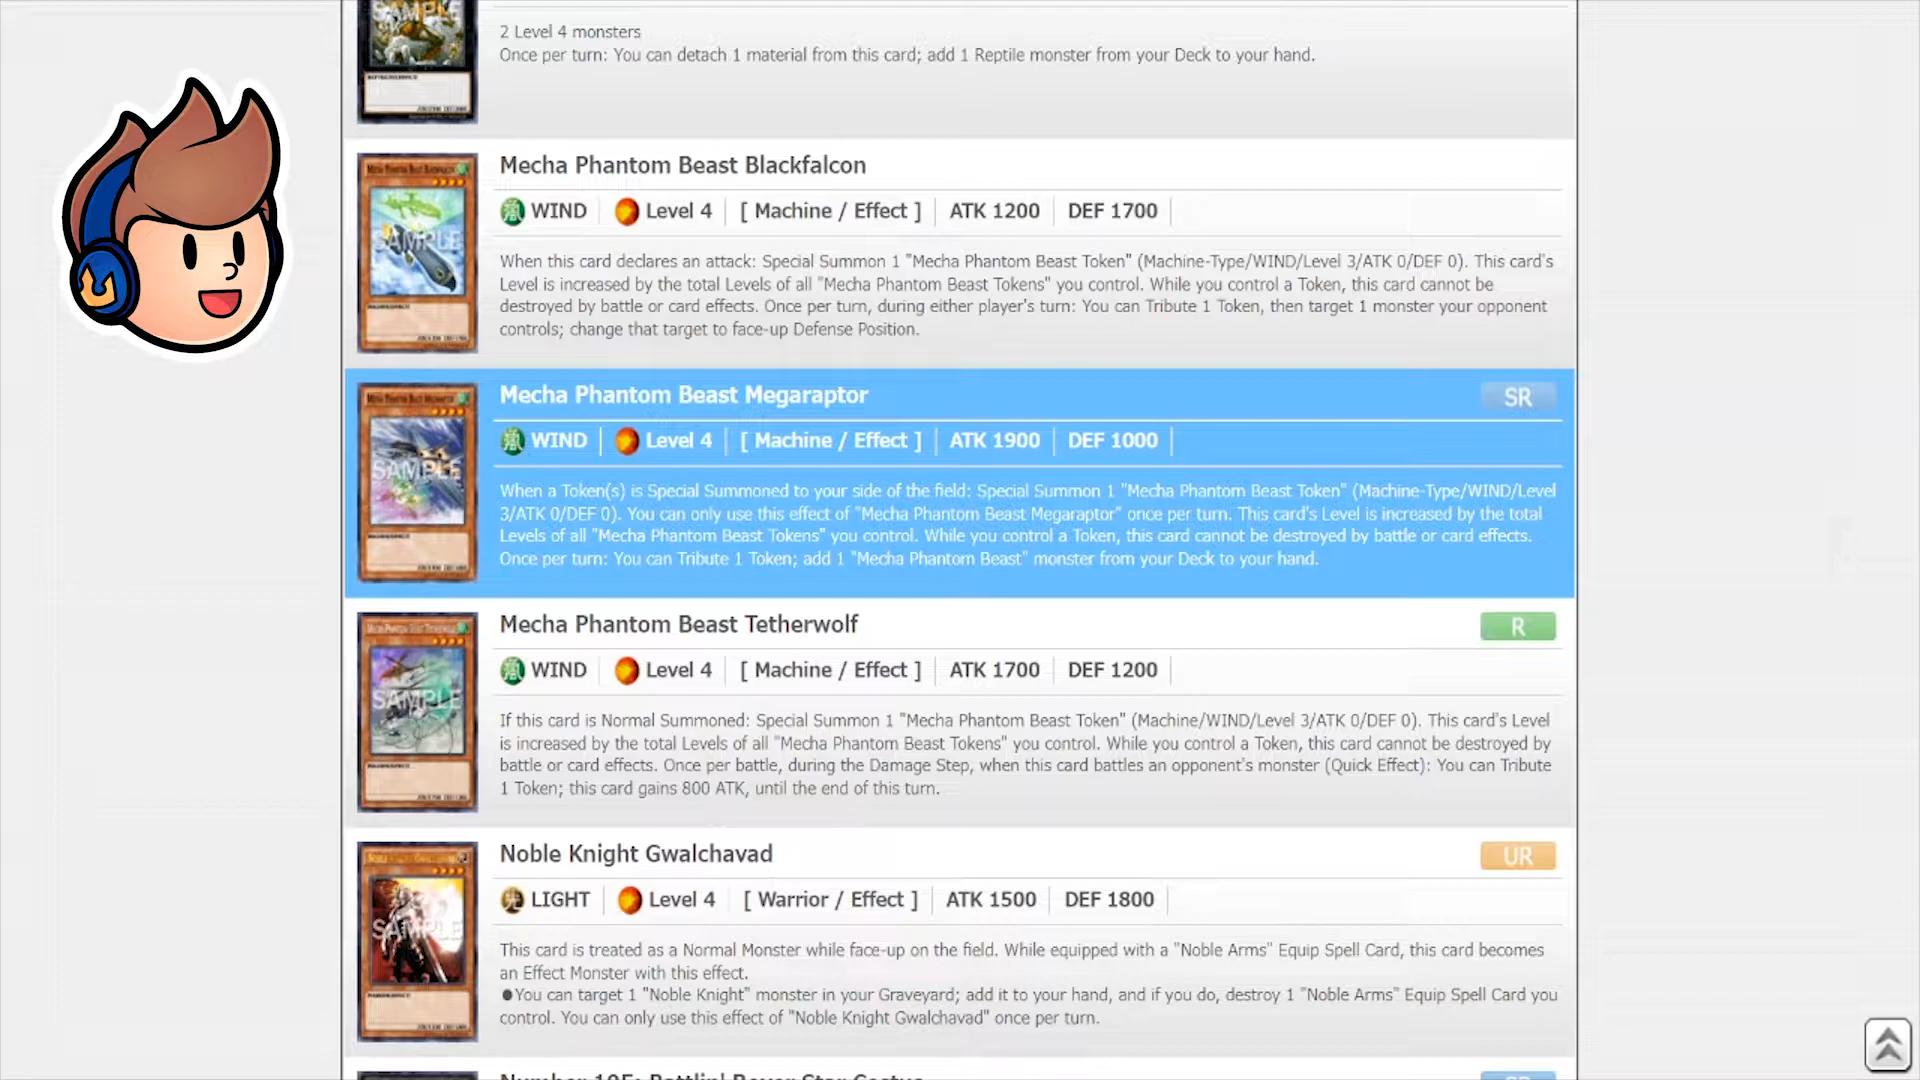 2 Level 4 monsters
Once per turn: You can detach 1 material from this card; add 1 Reptile monster from your Deck to your hand.
SAMPLE
Mecha Phantom Beast Blackfalcon
WIND Level 4 [ Machine / Effect ] ATK 1200 DEF 1700
When this card declares an attack: Special Summon 1 "Mecha Phantom Beast Token" (Machine-Type/WIND/Level 3/ATK 0/DEF 0). This card's
Level is increased by the total Levels of all "Mecha Phantom Beast Tokens" you control. While you control a Token, this card cannot be
destroyed by battle or card effects. Once per turn, during either player's turn: You can Tribute 1 Token, then target 1 monster your opponent
controls; change that target to face-up Defense Position.
SAMPLE
Mecha Phantom Beast Megaraptor SR
WIND Level 4 [ Machine / Effect ] ATK 1900 DEF 1000
When a Token(s) is Special Summoned to your side of the field: Special Summon 1 "Mecha Phantom Beast Token" (Machine-Type/WIND/Level
3/ATK 0/DEF 0). You can only use this effect of "Mecha Phantom Beast Megaraptor" once per turn. This card's Level is increased by the total
Levels of all "Mecha Phantom Beast Tokens" you control. While you control a Token, this card cannot be destroyed by battle or card effects.
Once per turn: You can Tribute 1 Token; add 1 "Mecha Phantom Beast" monster from your Deck to your hand.
SAMPLE
Mecha Phantom Beast Tetherwolf R
WIND Level 4 [ Machine / Effect ] ATK 1700 DEF 1200
If this card is Normal Summoned: Special Summon 1 "Mecha Phantom Beast Token" (Machine/WIND/Level 3/ATK 0/DEF 0). This card's Level
is increased by the total Levels of all "Mecha Phantom Beast Tokens" you control. While you control a Token, this card cannot be destroyed by
battle or card effects. Once per battle, during the Damage Step, when this card battles an opponent's monster (Quick Effect): You can Tribute
1 Token; this card gains 800 ATK, until the end of this turn.
SAMPLE
Noble Knight Gwalchavad UR
LIGHT Level 4 [ Warrior / Effect ] ATK 1500 DEF 1800
This card is treated as a Normal Monster while face-up on the field. While equipped with a "Noble Arms" Equip Spell Card, this card becomes
an Effect Monster with this effect.
●You can target 1 "Noble Knight" monster in your Graveyard; add it to your hand, and if you do, destroy 1 "Noble Arms" Equip Spell Card you
control. You can only use this effect of "Noble Knight Gwalchavad" once per turn.
SAMPLE